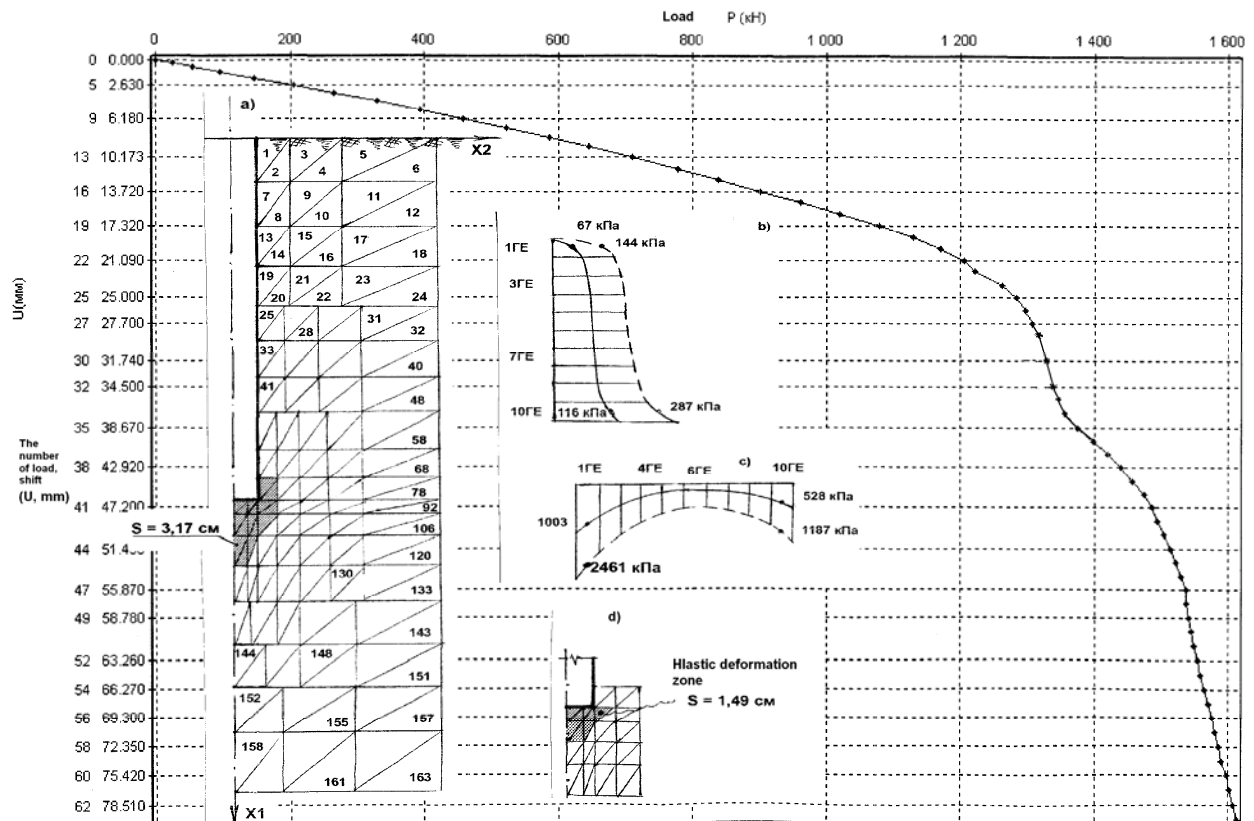 Load P (кН)
0 200 400 600 800 1 000 1 200 1 400 1 600
0 0.000
5 2.630
9 6.180
13 10.173
16 13.720
19 17.320
22 21.090
25 25.000
27 27.700
30 31.740
32 34.500
35 38.670
38 42.920
41 47.200
47 55.870
49 58.780
52 63.260
54 66.270
56 69.300
58 72.350
60 75.420
62 78.510
U(мм)
The
number
of load,
shift
(U, mm)
S = 3,17 см
44
a)
X2
1 3 5
2 4 6
7 9 11
8 10 12
13 15 17
14 16 18
19 21 23
20 22 24
25 31
28 32
33
40
41
48
58
68
78
92
106
120
130
133
143
144 148
151
152
155 157
158
161 163
X1
b)
67 кПа
144 кПа
1ГЕ
3ГЕ
7ГЕ
10ГЕ
116 кПа
287 кПа
c)
1ГЕ 4ГЕ 6ГЕ 10ГЕ
528 кПа
1003
1187 кПа
2461 кПа
d)
Hlastic deformation
zone
S = 1,49 см